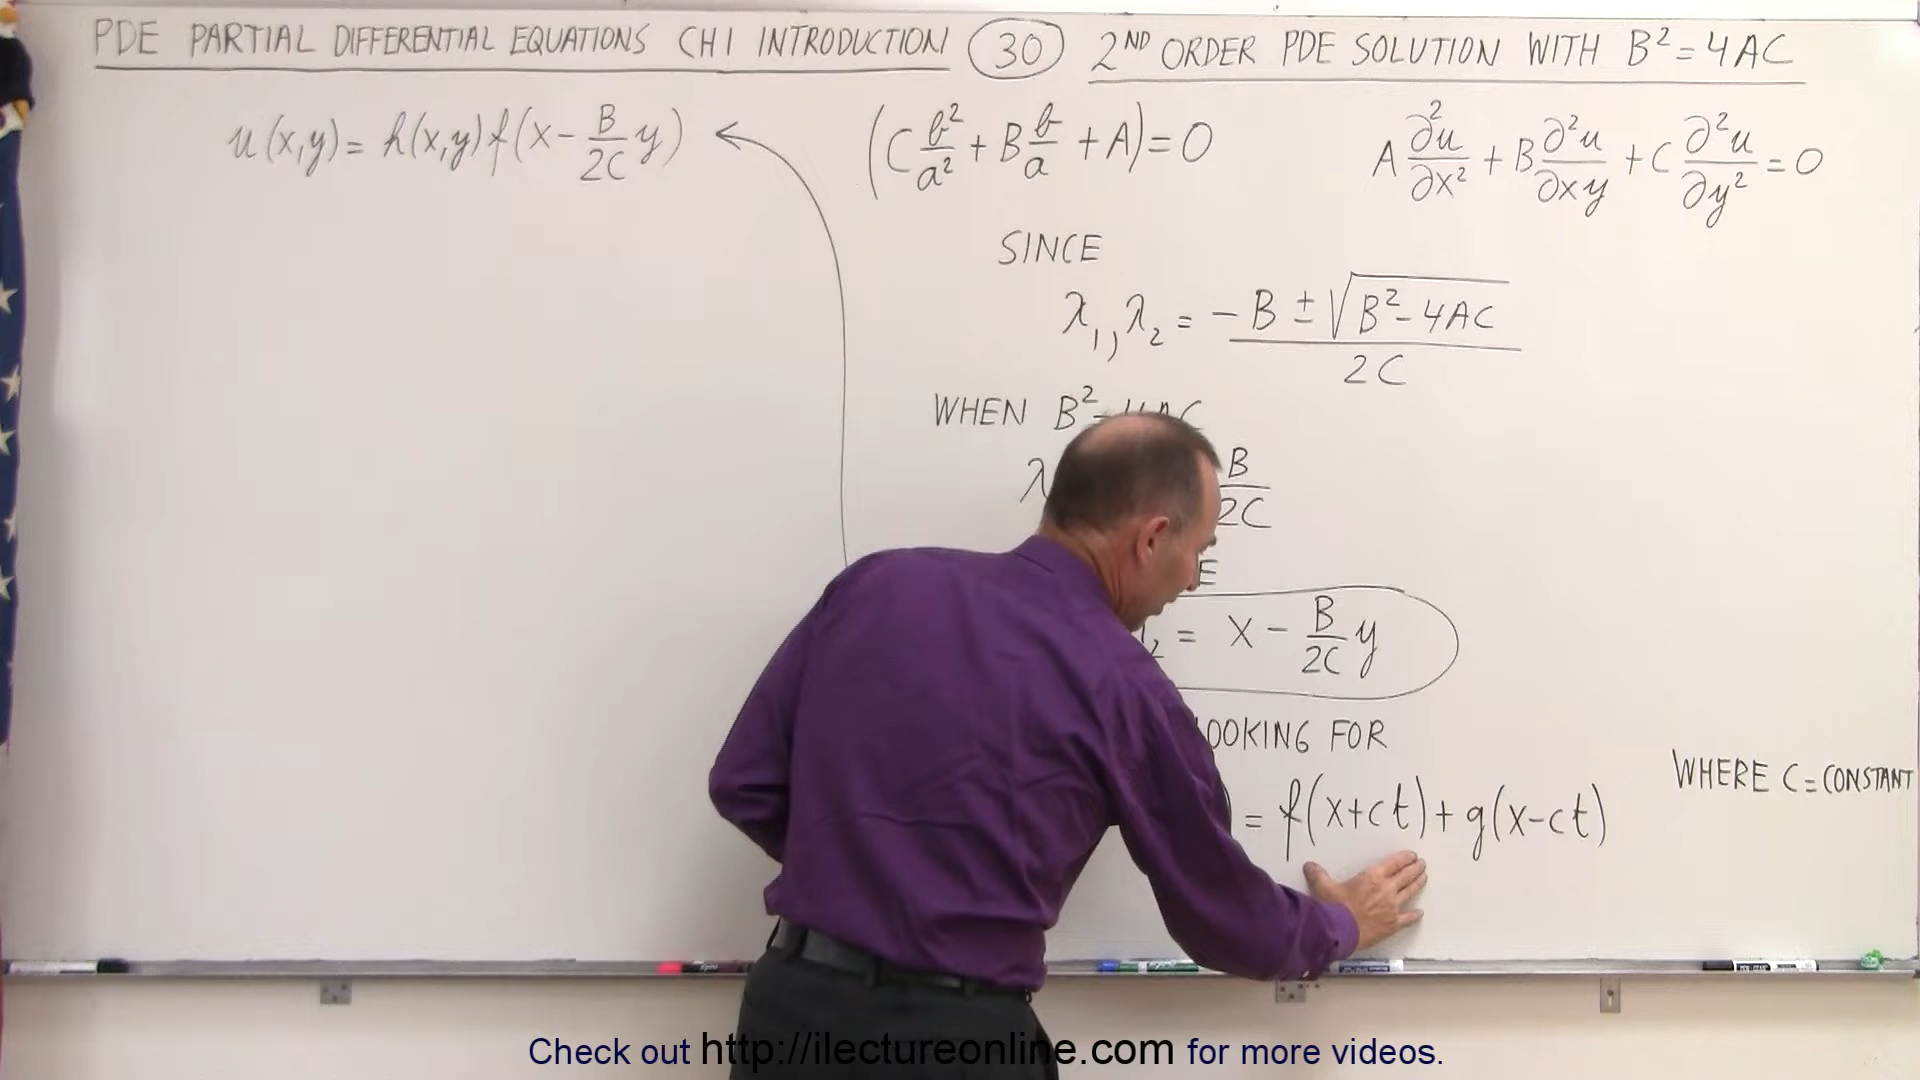 PDE PARTIAL DIFFERENTIAL EQUATIONS CH1 INTRODUCTION 30 2ND ORDER PDE SOLUTION WITH B² = 4AC
u(x,y) = h(x,y) f(x - B/2C y)
(C b²/a² + B b/a + A) = 0
A ∂²u/∂x² + B ∂²u/∂xy + C ∂²u/∂y² = 0
SINCE
λ₁, λ₂ = -B ± √B² - 4AC / 2C
WHEN B²
λ B/2C
₂ = x - B/2C y
LOOKING FOR
= f(x+ct) + g(x-ct)
WHERE C = CONSTANT
Check out http://ilectureonline.com for more videos.